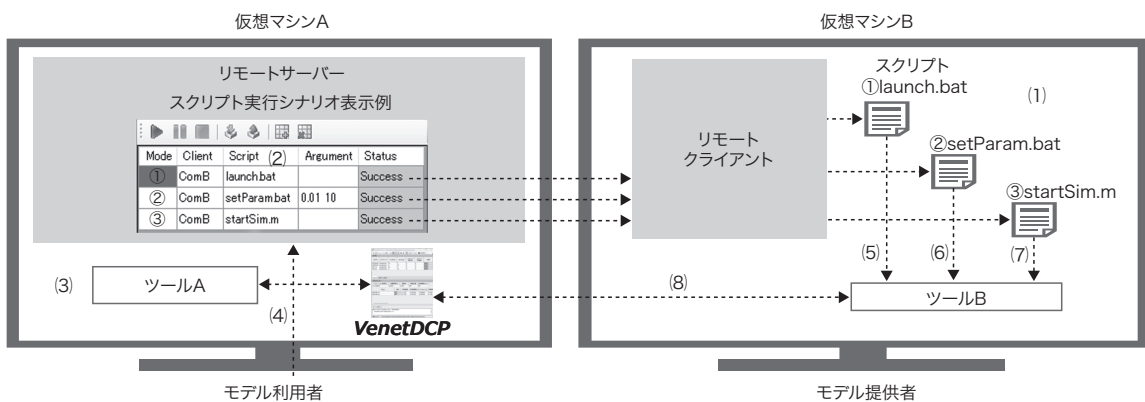 仮想マシンA
仮想マシンB
リモートサーバー
スクリプト実行シナリオ表示例
Mode Client Script (2) Argument Status
① ComB launch.bat Success
② ComB setParam.bat 0.01 10 Success
③ ComB startSim.m Success
(3)
ツールA
(4)
VenetDCP
モデル利用者
リモート
クライアント
スクリプト
①launch.bat
(1)
②setParam.bat
③startSim.m
(5)
(6)
(7)
(8)
ツールB
モデル提供者